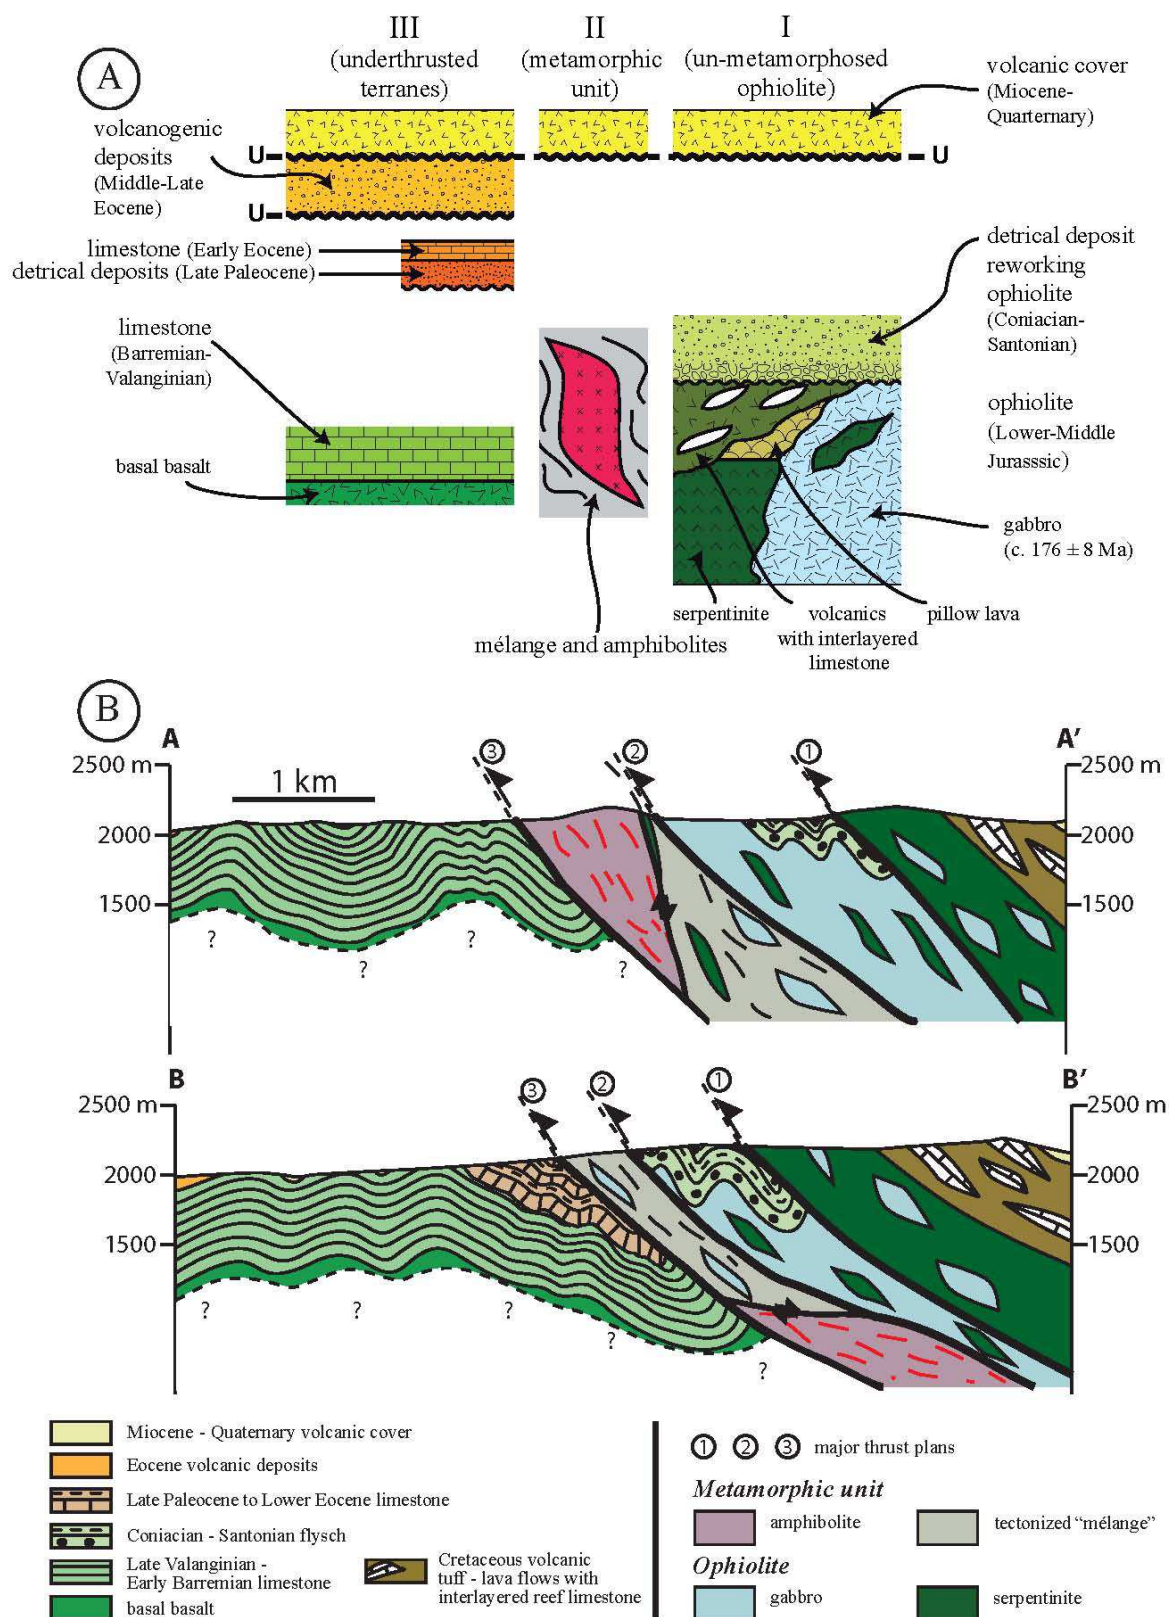 A
III
(underthrusted
terranes)
II
(metamorphic
unit)
I
(un-metamorphosed
ophiolite)
volcanic cover
(Miocene-
Quarternary)
volcanogenic
deposits
(Middle-Late
Eocene)
U
U
U
limestone (Early Eocene)
detrical deposits (Late Paleocene)
limestone
(Barremian-
Valanginian)
basal basalt
detrical deposit
reworking
ophiolite
(Coniacian-
Santonian)
ophiolite
(Lower-Middle
Jurasssic)
gabbro
(c. 176 ± 8 Ma)
serpentinite
volcanics
with interlayered
limestone
pillow lava
mélange and amphibolites
B
A
A'
3
2
1
2500 m
2000
1500
1 km
2500 m
2000
1500
?
?
?
?
B
B'
3
2
1
2500 m
2000
1500
2500 m
2000
1500
?
?
?
?
?
Miocene - Quaternary volcanic cover
Eocene volcanic deposits
Late Paleocene to Lower Eocene limestone
Coniacian - Santonian flysch
Late Valanginian -
Early Barremian limestone
basal basalt
Cretaceous volcanic
tuff - lava flows with
interlayered reef limestone
1 2 3 major thrust plans
Metamorphic unit
amphibolite
tectonized “mélange”
Ophiolite
gabbro
serpentinite